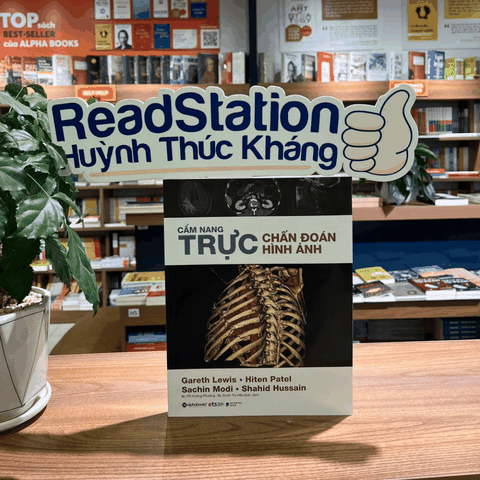 TOP sách
BEST-SELLER
của ALPHA BOOKS
ReadStation
Huỳnh Thúc Kháng
CẨM NANG
TRỰC CHẨN ĐOÁN
HÌNH ẢNH
Gareth Lewis • Hiten Patel
Sachin Modi • Shahid Hussain
alphabooks